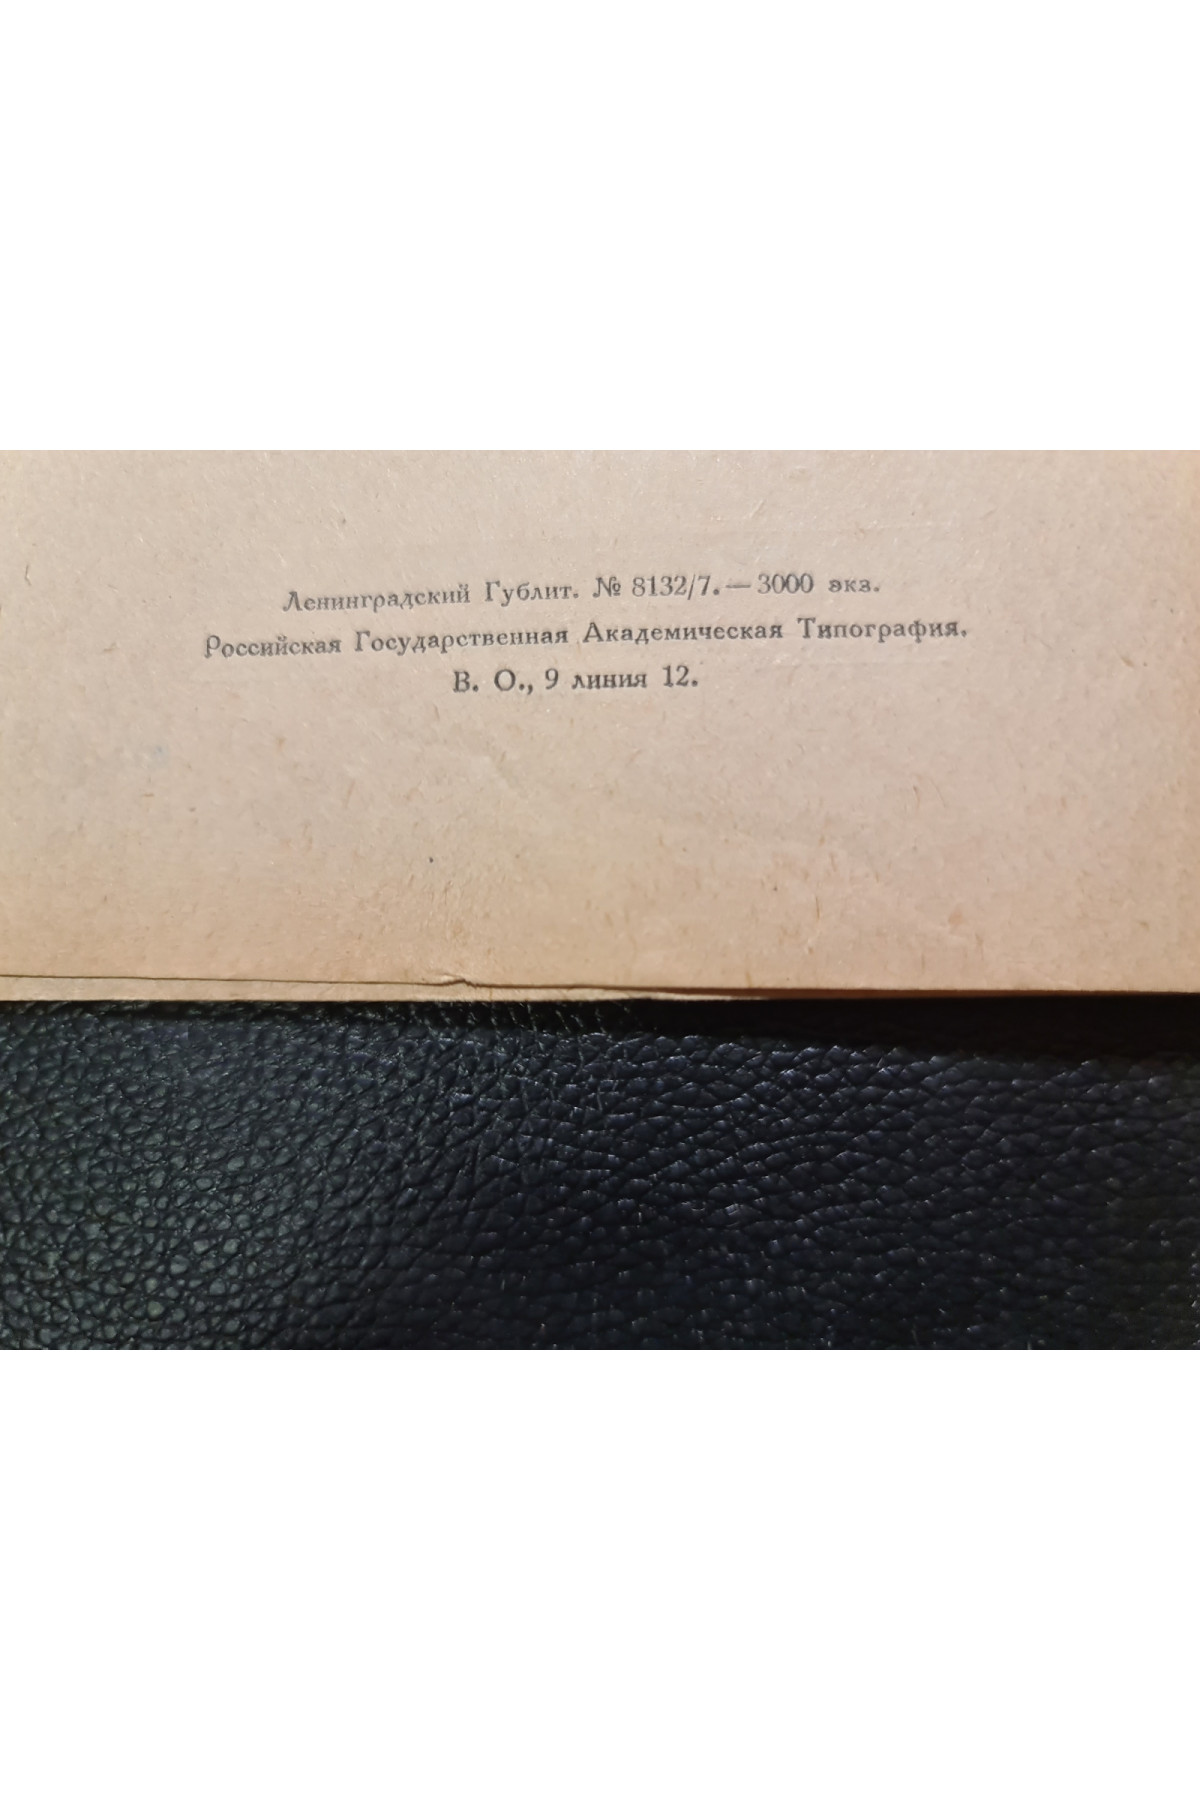 Ленинградский Гублит. № 8132/7. — 3000 экз.
Российская Государственная Академическая Типография.
В. О., 9 линия 12.